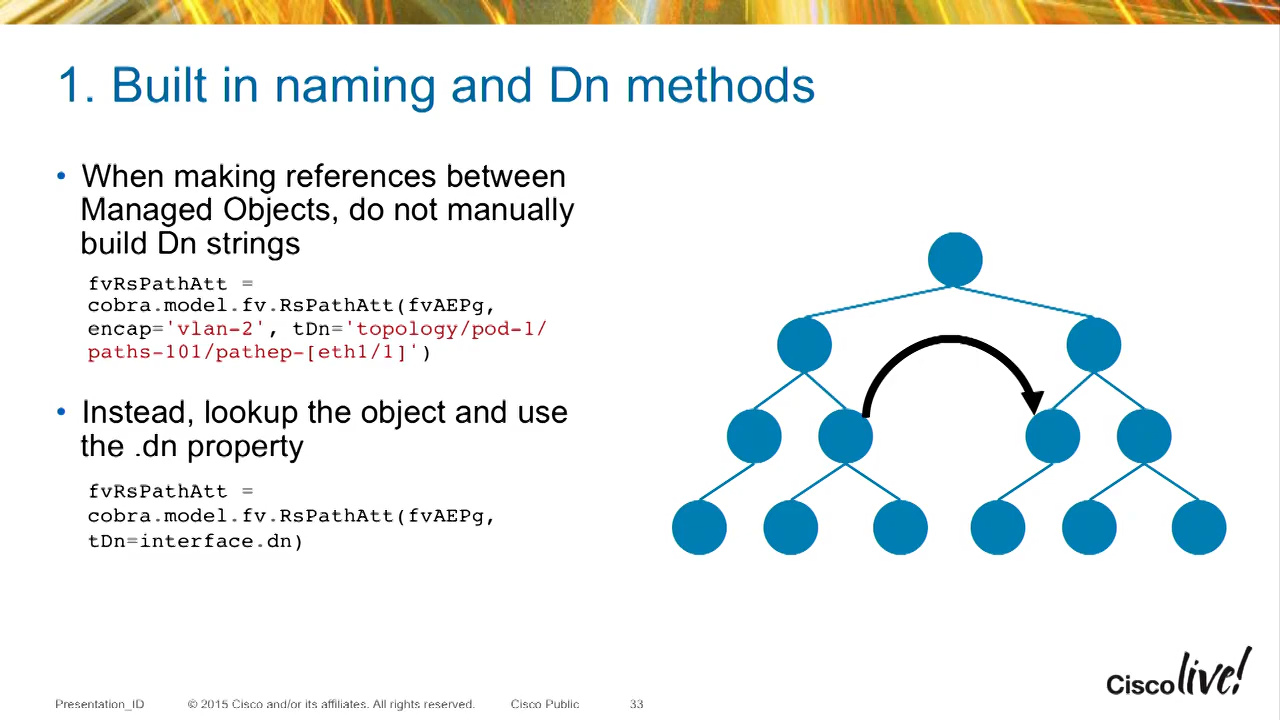 1. Built in naming and Dn methods
• When making references between
Managed Objects, do not manually
build Dn strings
fvRsPathAtt =
cobra.model.fv.RsPathAtt(fvAEPg,
encap='vlan-2', tDn='topology/pod-1/
paths-101/pathep-[eth1/1]')
• Instead, lookup the object and use
the .dn property
fvRsPathAtt =
cobra.model.fv.RsPathAtt(fvAEPg,
tDn=interface.dn)
Cisco live!
Presentation_ID © 2015 Cisco and/or its affiliates. All rights reserved. Cisco Public 33